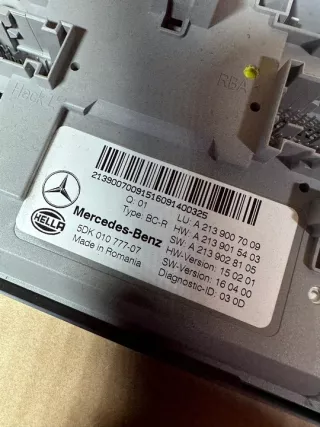 Heck L
RBA
21390070091516091400325
Q: 01
Type: BC-R
LU: A 213 900 70 09
HW: A 213 901 54 03
SW: A 213 902 81 05
HW-Version: 15 02 01
SW-Version: 16 04 00
Diagnostic-ID: 03 0D
HELLA
Mercedes-Benz
5DK 010 777-07
Made in Romania